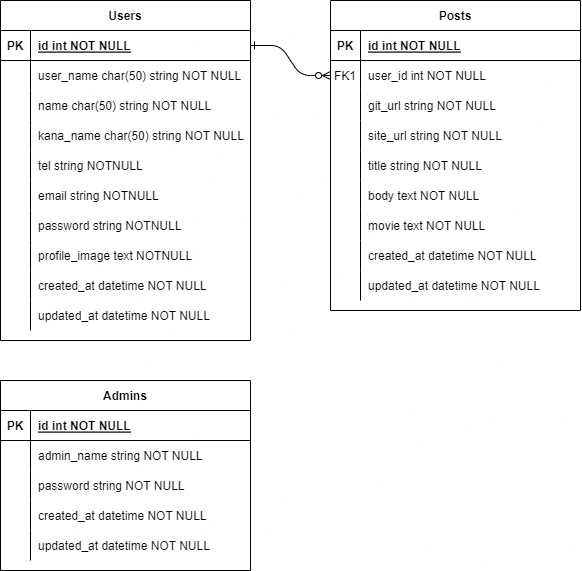 Users
PK id int NOT NULL
user_name char(50) string NOT NULL
name char(50) string NOT NULL
kana_name char(50) string NOT NULL
tel string NOTNULL
email string NOTNULL
password string NOTNULL
profile_image text NOTNULL
created_at datetime NOT NULL
updated_at datetime NOT NULL
Posts
PK id int NOT NULL
FK1 user_id int NOT NULL
git_url string NOT NULL
site_url string NOT NULL
title string NOT NULL
body text NOT NULL
movie text NOT NULL
created_at datetime NOT NULL
updated_at datetime NOT NULL
Admins
PK id int NOT NULL
admin_name string NOT NULL
password string NOT NULL
created_at datetime NOT NULL
updated_at datetime NOT NULL